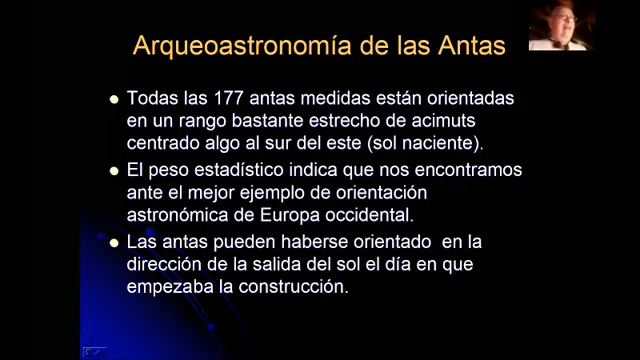 Arqueoastronomía de las Antas
Todas las 177 antas medidas están orientadas
en un rango bastante estrecho de acimuts
centrado algo al sur del este (sol naciente).
El peso estadístico indica que nos encontramos
ante el mejor ejemplo de orientación
astronómica de Europa occidental.
Las antas pueden haberse orientado en la
dirección de la salida del sol el día en que
empezaba la construcción.